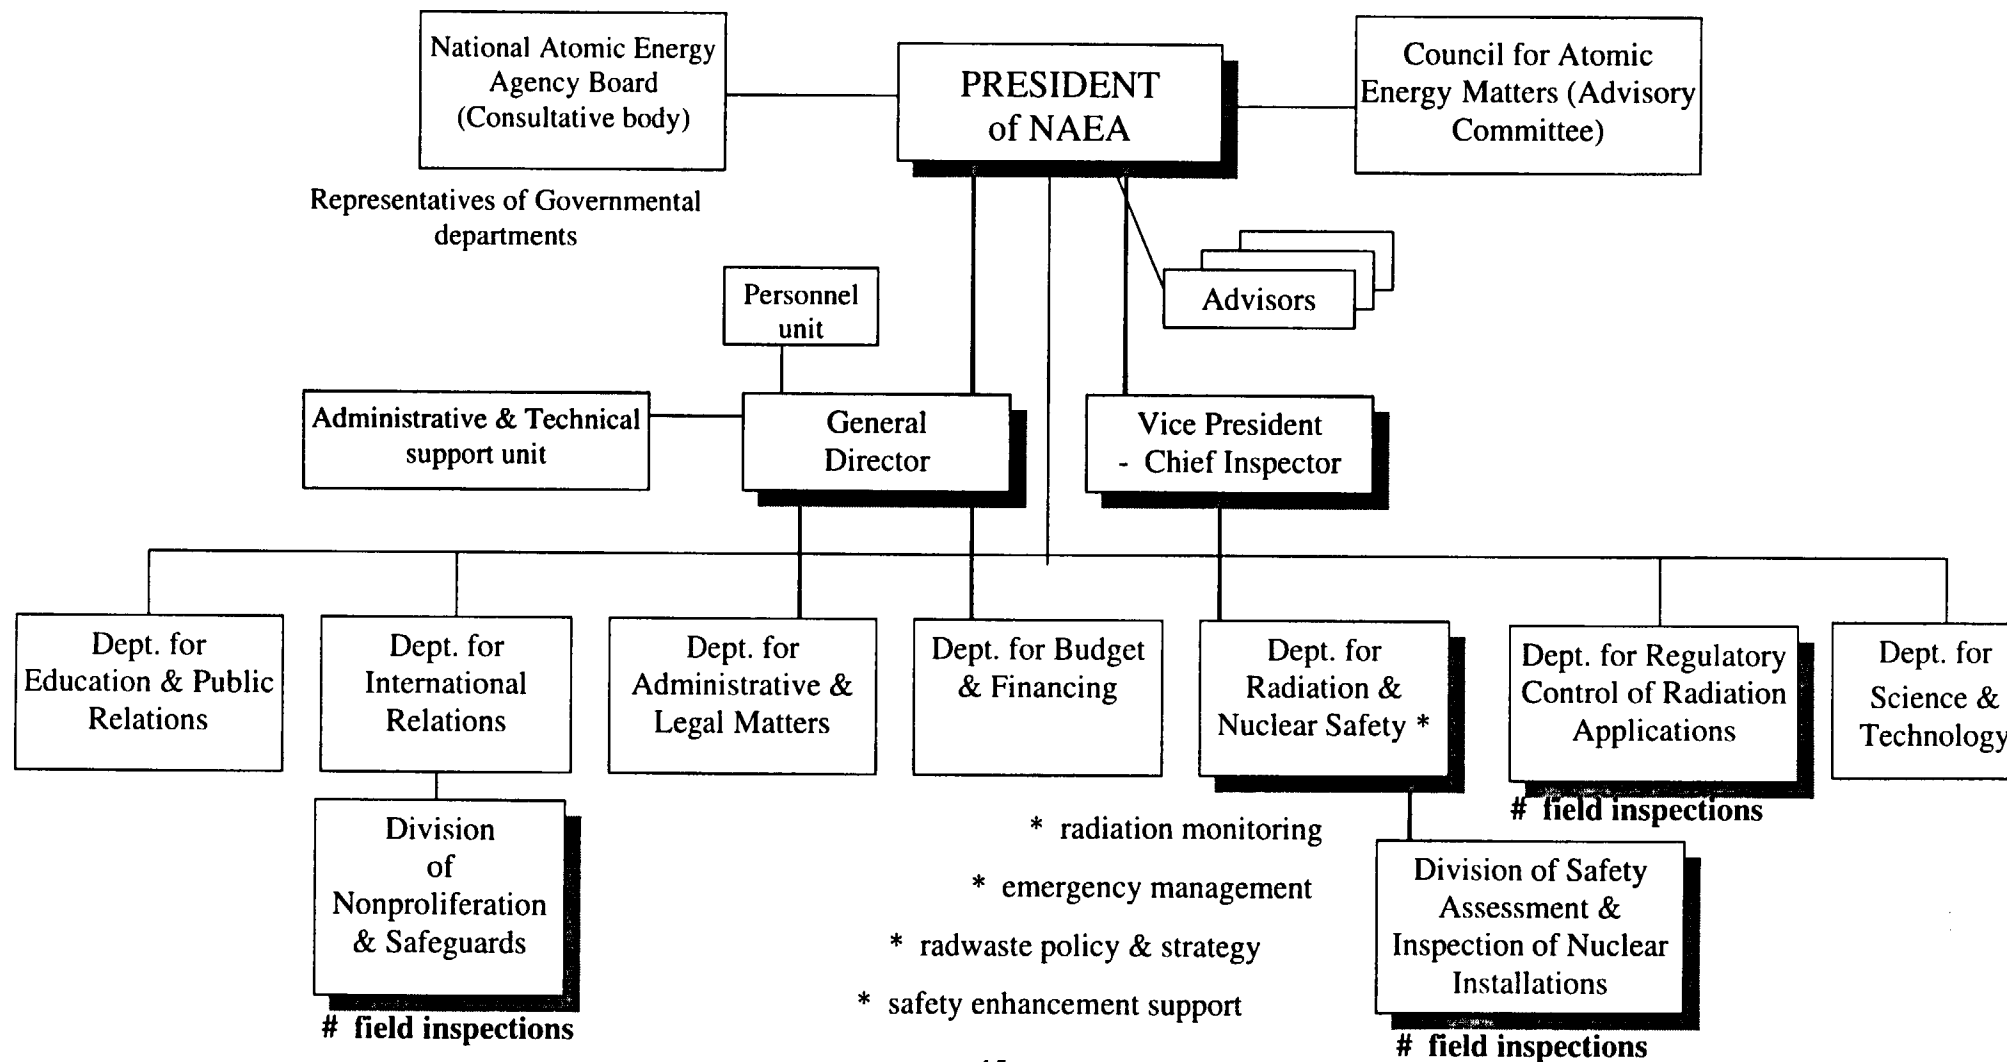 National Atomic Energy
Agency Board
(Consultative body)
PRESIDENT
of NAEA
Council for Atomic
Energy Matters (Advisory
Committee)
Representatives of Governmental
departments
Personnel
unit
Advisors
Administrative & Technical
support unit
General
Director
Vice President
- Chief Inspector
Dept. for
Education & Public
Relations
Dept. for
International
Relations
Dept. for
Administrative &
Legal Matters
Dept. for Budget
& Financing
Dept. for
Radiation &
Nuclear Safety *
Dept. for Regulatory
Control of Radiation
Applications
# field inspections
Dept. for
Science &
Technology
Division
of
Nonproliferation
& Safeguards
# field inspections
* radiation monitoring
* emergency management
* radwaste policy & strategy
* safety enhancement support
Division of Safety
Assessment &
Inspection of Nuclear
Installations
# field inspections